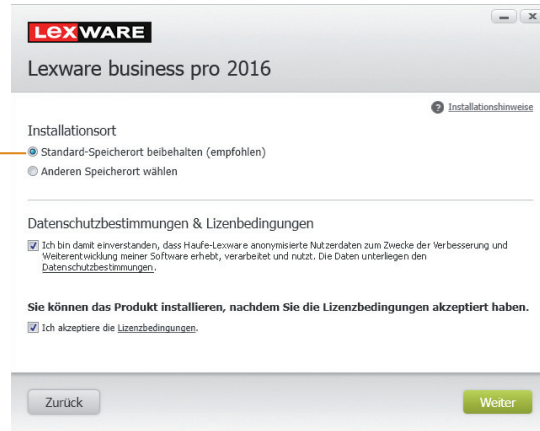 LEXWARE
Lexware business pro 2016
Installationshinweise
Installationsort
Standard-Speicherort beibehalten (empfohlen)
Anderen Speicherort wählen
Datenschutzbestimmungen & Lizenbedingungen
Ich bin damit einverstanden, dass Haufe-Lexware anonymisierte Nutzerdaten zum Zwecke der Verbesserung und
Weiterentwicklung meiner Software erhebt, verarbeitet und nutzt. Die Daten unterliegen den
Datenschutzbestimmungen.
Sie können das Produkt installieren, nachdem Sie die Lizenzbedingungen akzeptiert haben.
Ich akzeptiere die Lizenzbedingungen.
Zurück
Weiter